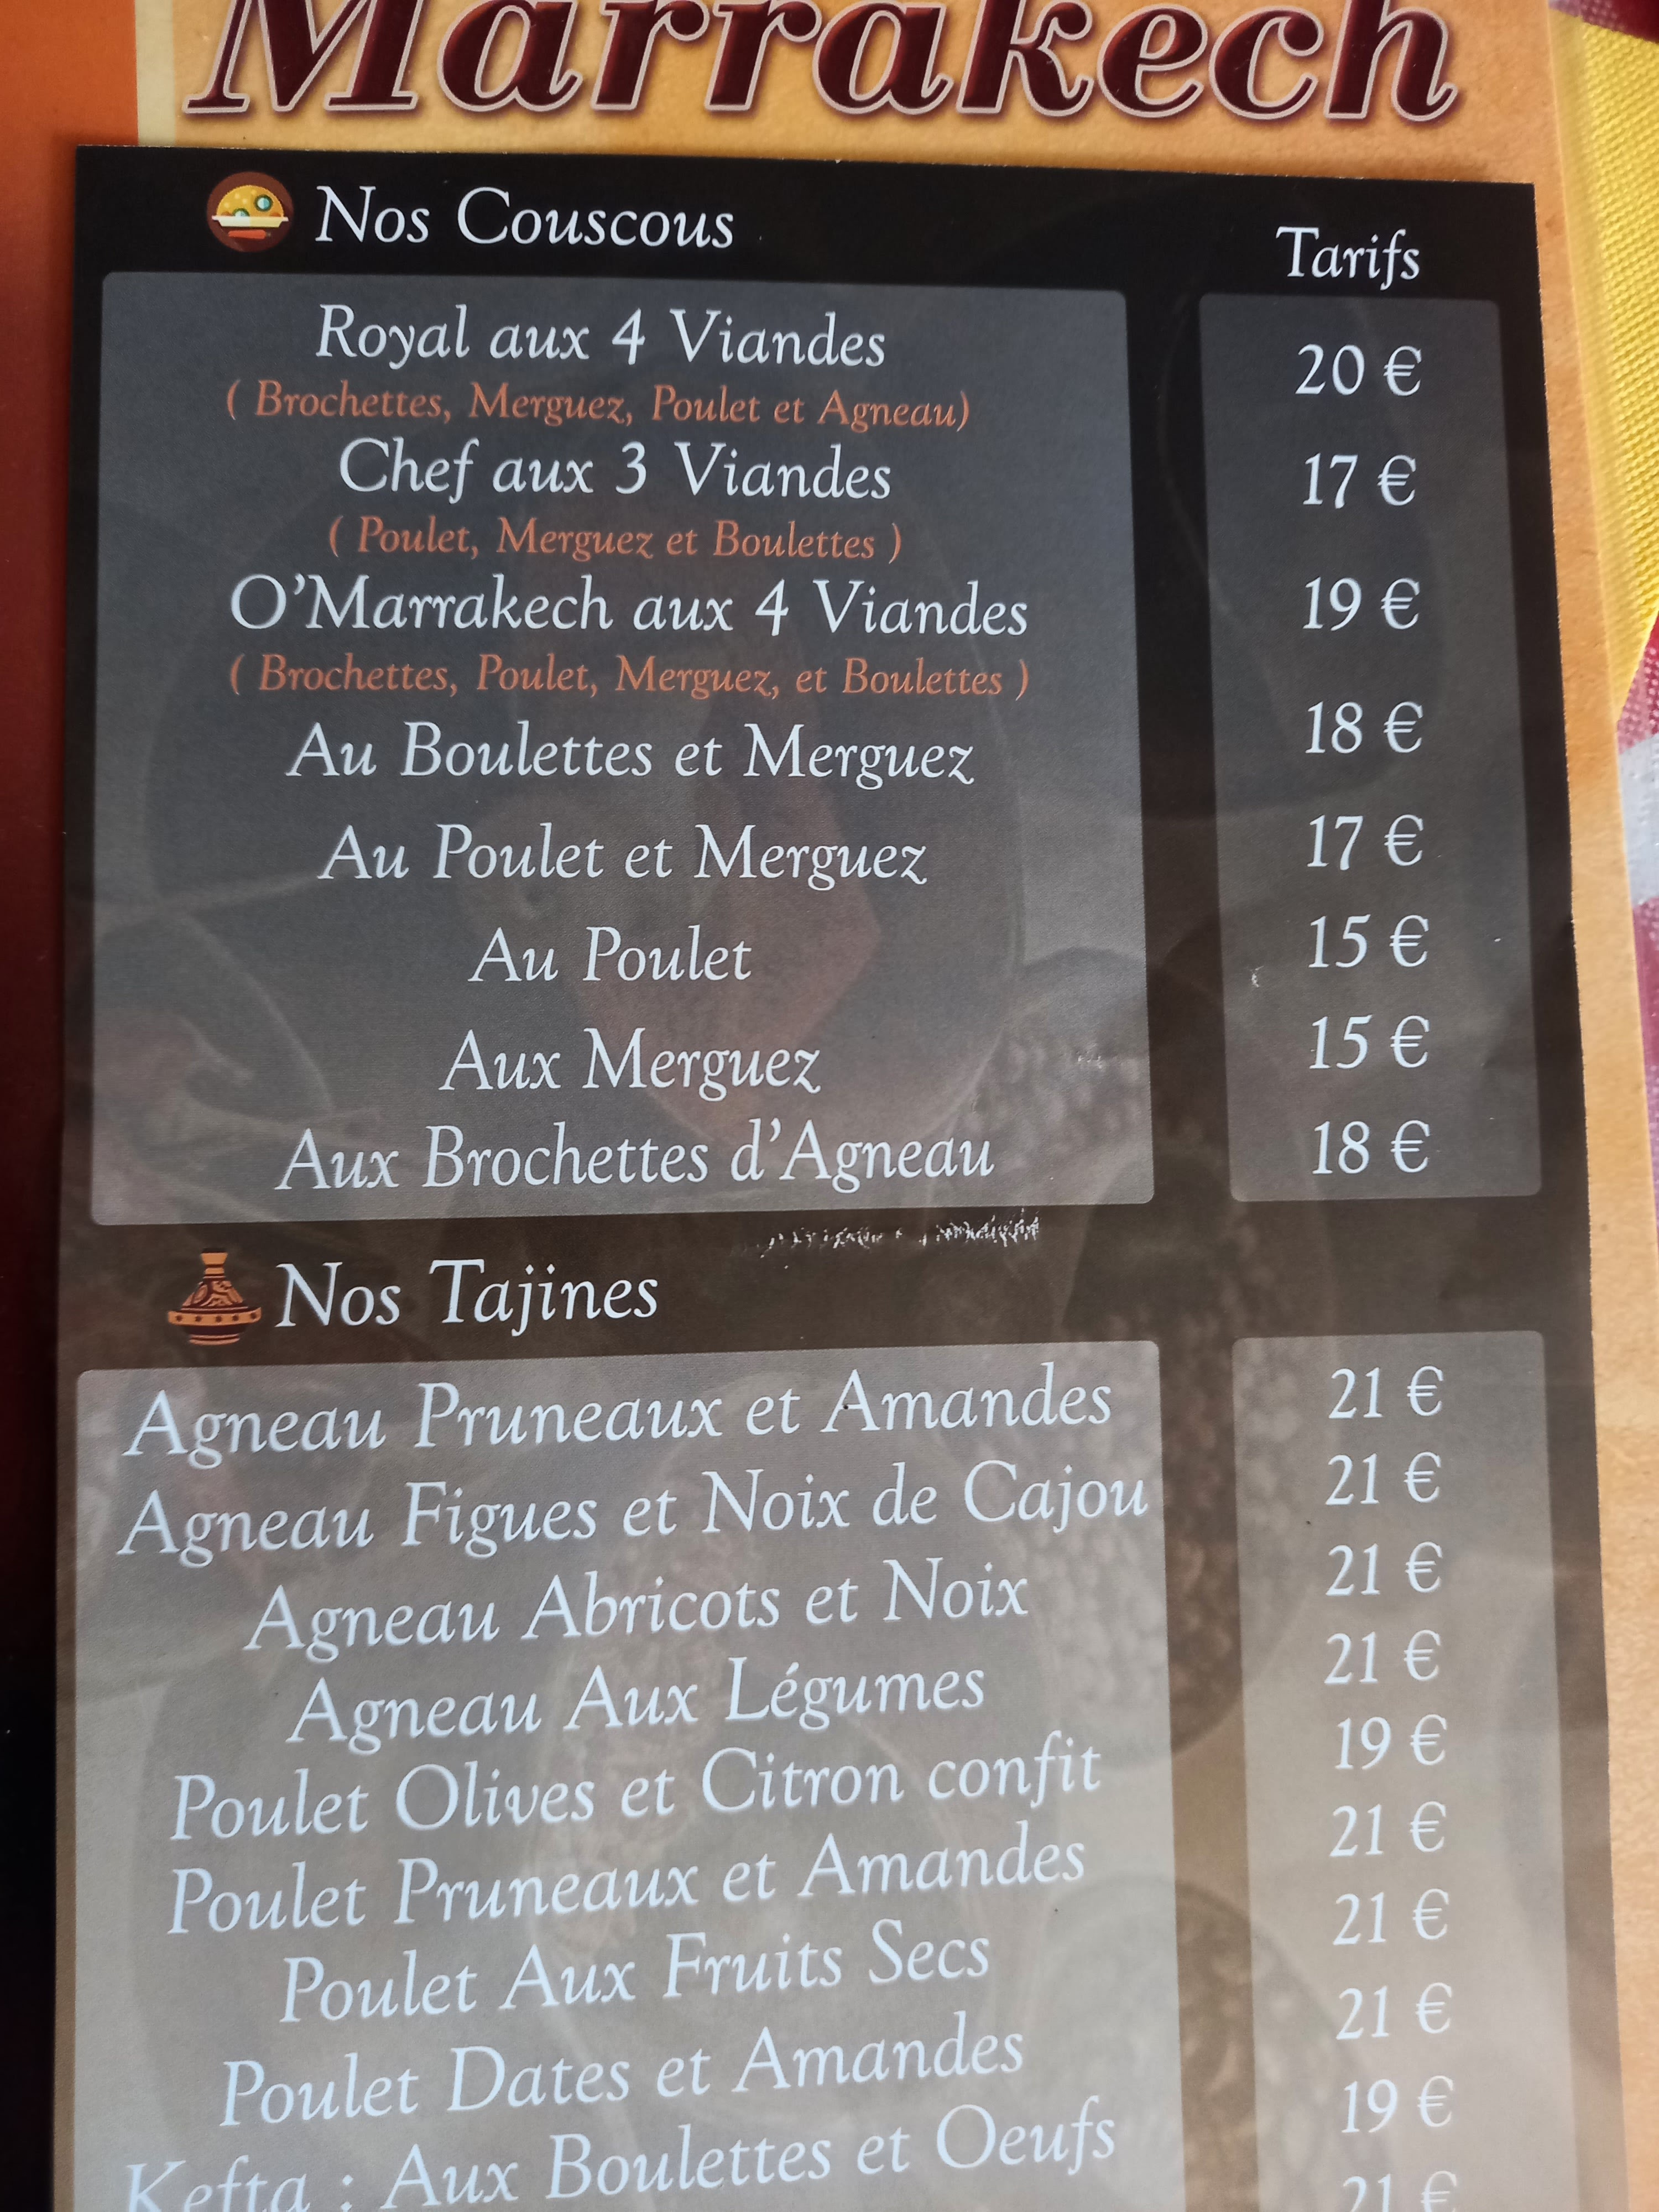 Marrakech
Nos Couscous
Tarifs
Royal aux 4 Viandes 20 €
( Brochettes, Merguez, Poulet et Agneau)
Chef aux 3 Viandes 17 €
( Poulet, Merguez et Boulettes )
O'Marrakech aux 4 Viandes 19 €
( Brochettes, Poulet, Merguez, et Boulettes )
Au Boulettes et Merguez 18 €
Au Poulet et Merguez 17 €
Au Poulet 15 €
Aux Merguez 15 €
Aux Brochettes d'Agneau 18 €
Nos Tajines
Agneau Pruneaux et Amandes 21 €
Agneau Figues et Noix de Cajou 21 €
Agneau Abricots et Noix 21 €
Agneau Aux Légumes 21 €
Poulet Olives et Citron confit 19 €
Poulet Pruneaux et Amandes 21 €
Poulet Aux Fruits Secs 21 €
Poulet Dates et Amandes 21 €
Kefta : Aux Boulettes et Oeufs 19 €
21 €